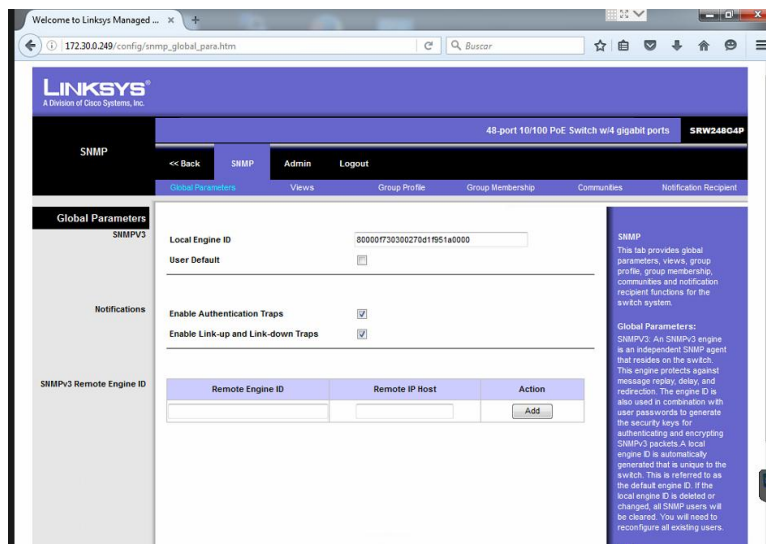 Welcome to Linksys Managed ...
172.30.0.249/config/snmp_global_para.htm
Buscar
LINKSYS®
A Division of Cisco Systems, Inc.
48-port 10/100 PoE Switch w/4 gigabit ports SRW248G4P
SNMP
<< Back SNMP Admin Logout
Global Parameters Views Group Profile Group Membership Communities Notification Recipient
Global Parameters
SNMPV3
Local Engine ID 80000f730300270d1f951a0000
User Default
Notifications
Enable Authentication Traps
Enable Link-up and Link-down Traps
SNMPv3 Remote Engine ID
Remote Engine ID Remote IP Host Action
Add
SNMP
This tab provides global
parameters, views, group
profile, group membership,
communities and notification
recipient functions for the
switch system.
Global Parameters:
SNMPV3: An SNMPv3 engine
is an independent SNMP agent
that resides on the switch.
This engine protects against
message replay, delay, and
redirection. The engine ID is
also used in combination with
user passwords to generate
the security keys for
authenticating and encrypting
SNMPv3 packets.A local
engine ID is automatically
generated that is unique to the
switch. This is referred to as
the default engine ID. If the
local engine ID is deleted or
changed, all SNMP users will
be cleared. You will need to
reconfigure all existing users.